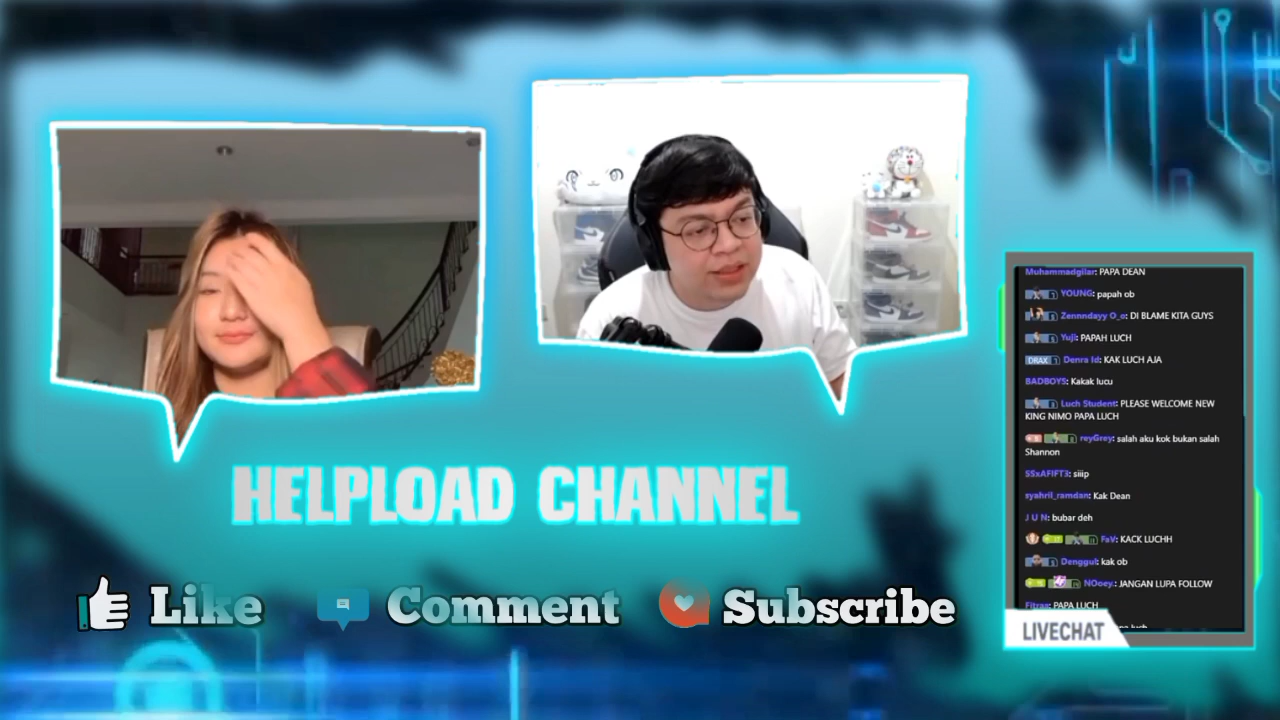 HELPLOAD CHANNEL
Like
Comment
Subscribe
Muhammadgilar: PAPA DEAN
YOUNG: papah ob
Zennndayy O_o: DI BLAME KITA GUYS
Yuji: PAPAH LUCH
DRAX 1 Denra Id: KAK LUCH AJA
BADBOYS: Kakak lucu
Luch Student: PLEASE WELCOME NEW
KING NIMO PAPA LUCH
reyGrey: salah aku kok bukan salah
Shannon
SSxAFIFT3: siiip
syahril_ramdan: Kak Dean
J U N: bubar deh
FaV: KACK LUCHH
Denggul: kak ob
NOoey.: JANGAN LUPA FOLLOW
Fitraa: PAPA LUCH
LIVECHAT